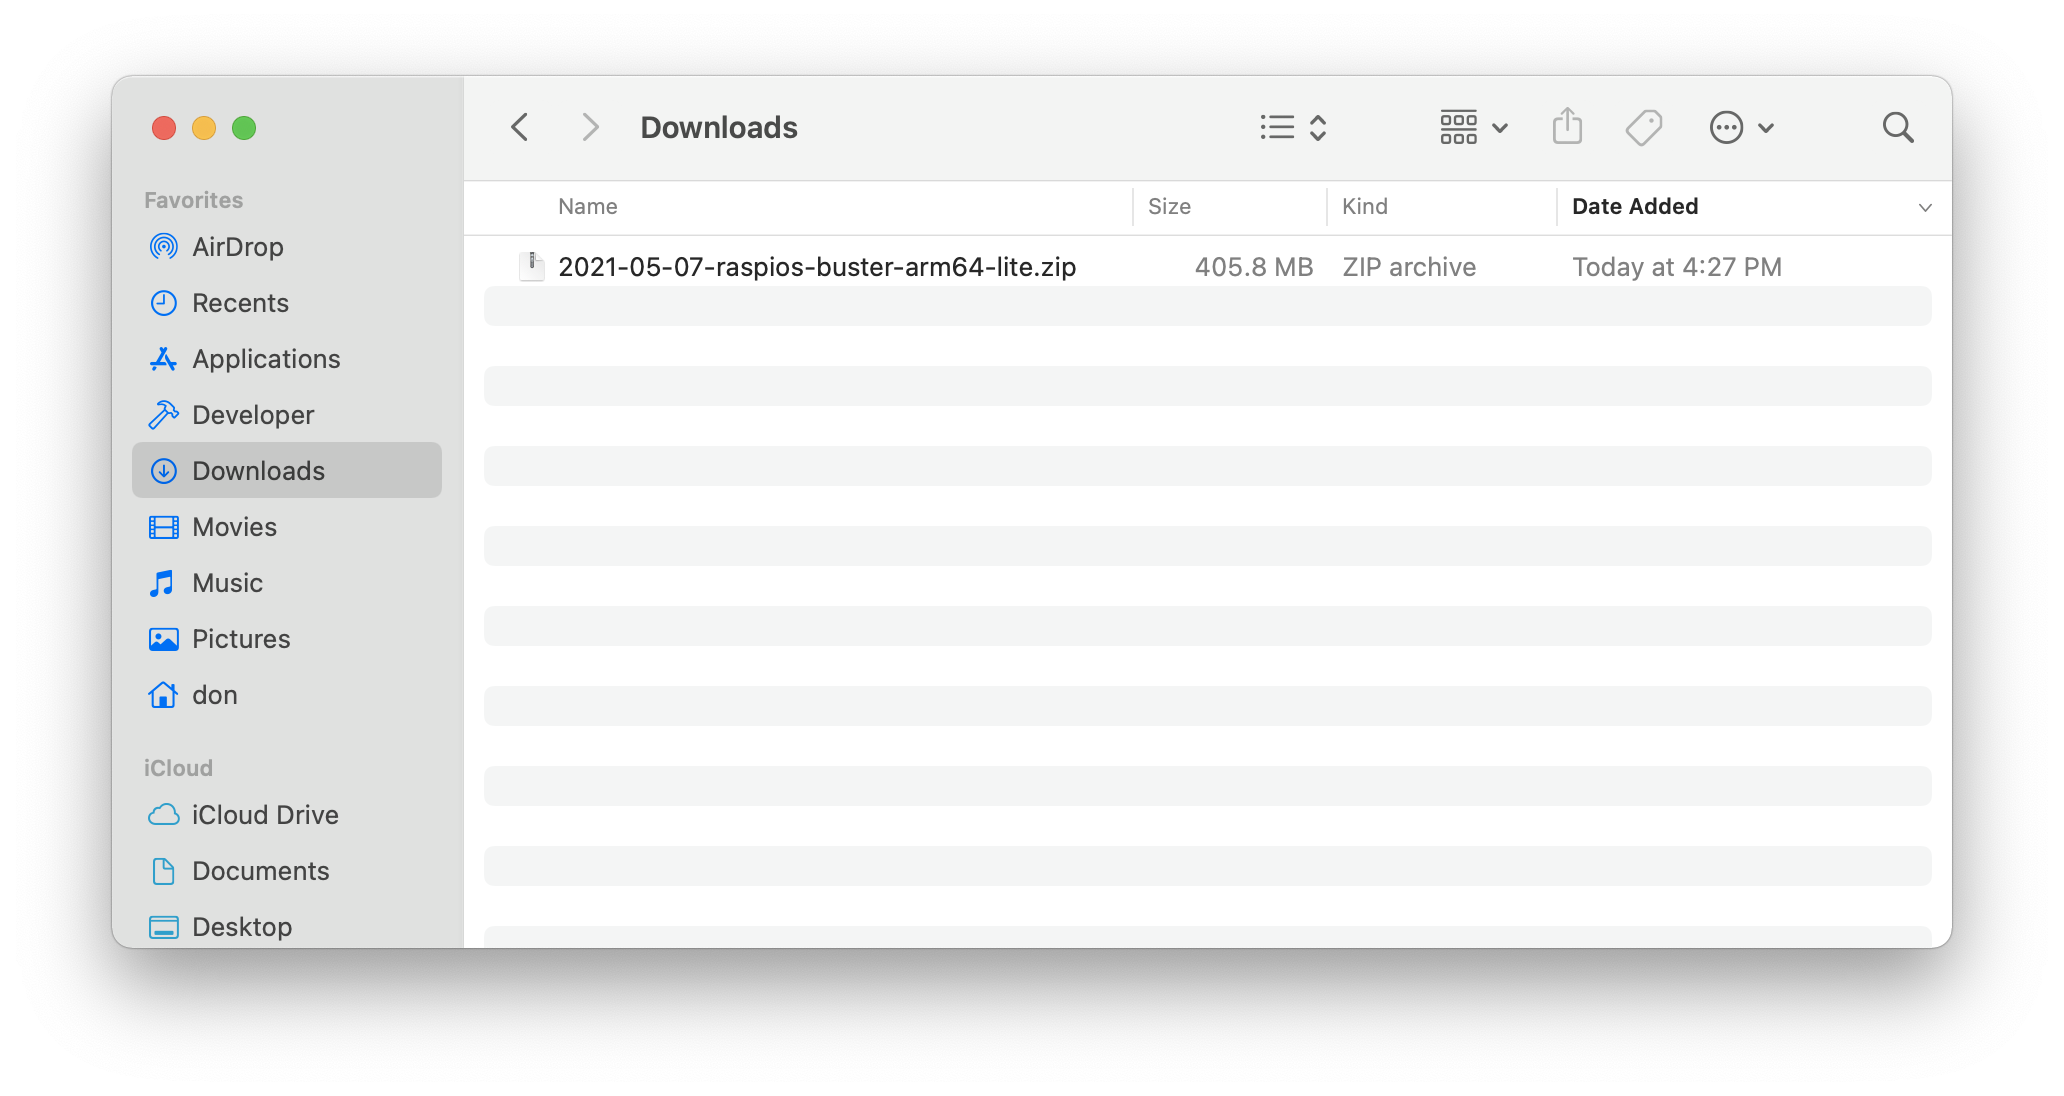 Downloads
Favorites
AirDrop
Recents
Applications
Developer
Downloads
Movies
Music
Pictures
don
iCloud
iCloud Drive
Documents
Desktop
Name Size Kind Date Added
2021-05-07-raspios-buster-arm64-lite.zip 405.8 MB ZIP archive Today at 4:27 PM